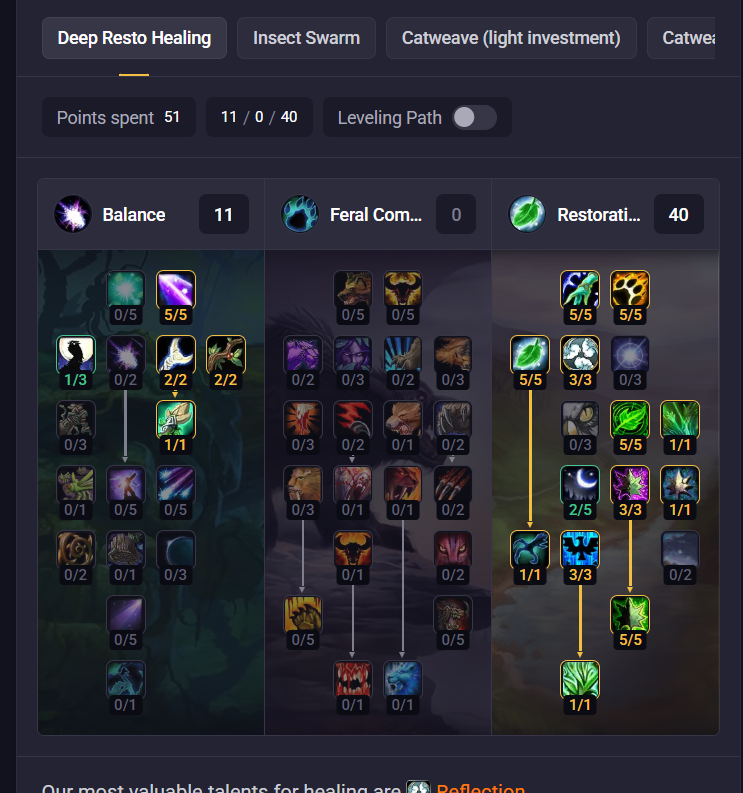 Deep Resto Healing Insect Swarm Catweave (light investment) Catwea
Points spent 51 11 / 0 / 40 Leveling Path
Balance 11 Feral Com... 0 Restorati... 40
0/5 5/5 0/5 0/5 5/5 5/5
1/3 0/2 2/2 2/2 0/2 0/3 0/2 0/3 5/5 3/3 0/3
0/3 1/1 0/3 0/2 0/1 0/2 0/3 5/5 1/1
0/1 0/5 0/5 0/3 0/1 0/1 0/2 2/5 3/3 1/1
0/2 0/1 0/3 0/1 0/2 1/1 3/3 0/2
0/5 0/5 0/5 5/5
0/1 0/1 0/1 1/1
Our most valuable talents for healing are Reflection